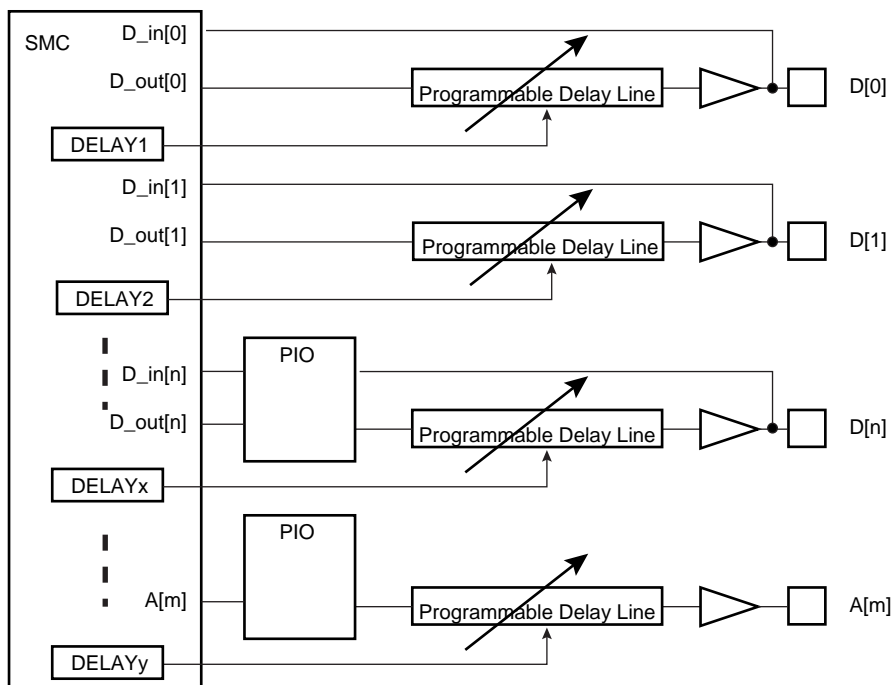 SMC
D_in[0]
D_out[0]
Programmable Delay Line
D[0]
DELAY1
D_in[1]
D_out[1]
Programmable Delay Line
D[1]
DELAY2
PIO
D_in[n]
D_out[n]
Programmable Delay Line
D[n]
DELAYx
PIO
A[m]
Programmable Delay Line
A[m]
DELAYy